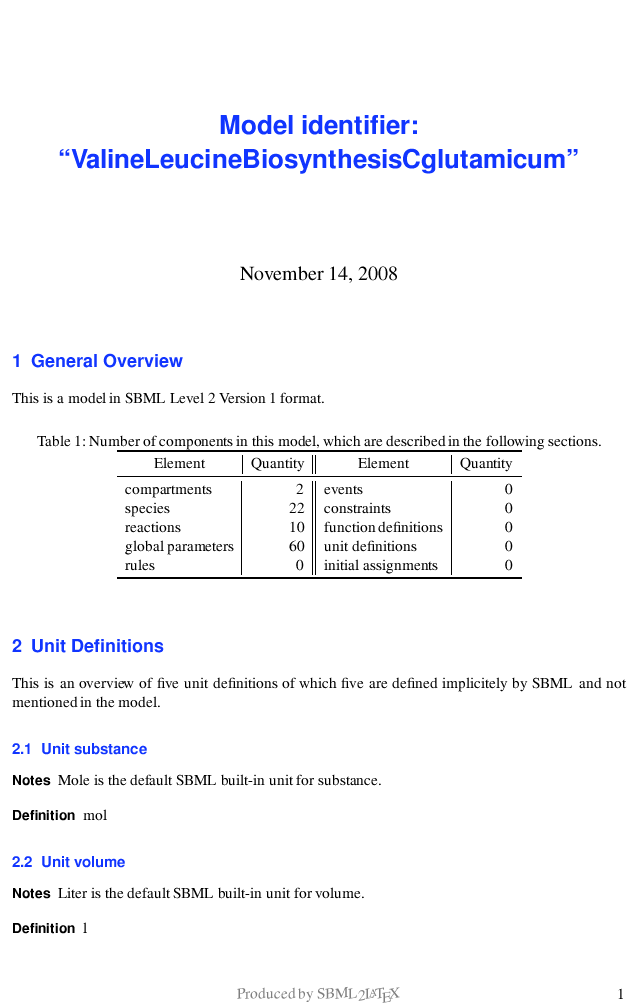 Model identifier:
“ValineLeucineBiosynthesisCglutamicum”
November 14, 2008
1 General Overview
This is a model in SBML Level 2 Version 1 format.
Table 1: Number of components in this model, which are described in the following sections.
Element Quantity Element Quantity
compartments 2 events 0
species 22 constraints 0
reactions 10 function definitions 0
global parameters 60 unit definitions 0
rules 0 initial assignments 0
2 Unit Definitions
This is an overview of five unit definitions of which five are defined implicitely by SBML and not
mentioned in the model.
2.1 Unit substance
Notes Mole is the default SBML built-in unit for substance.
Definition mol
2.2 Unit volume
Notes Liter is the default SBML built-in unit for volume.
Definition l
Produced by SBML2LATEX 1